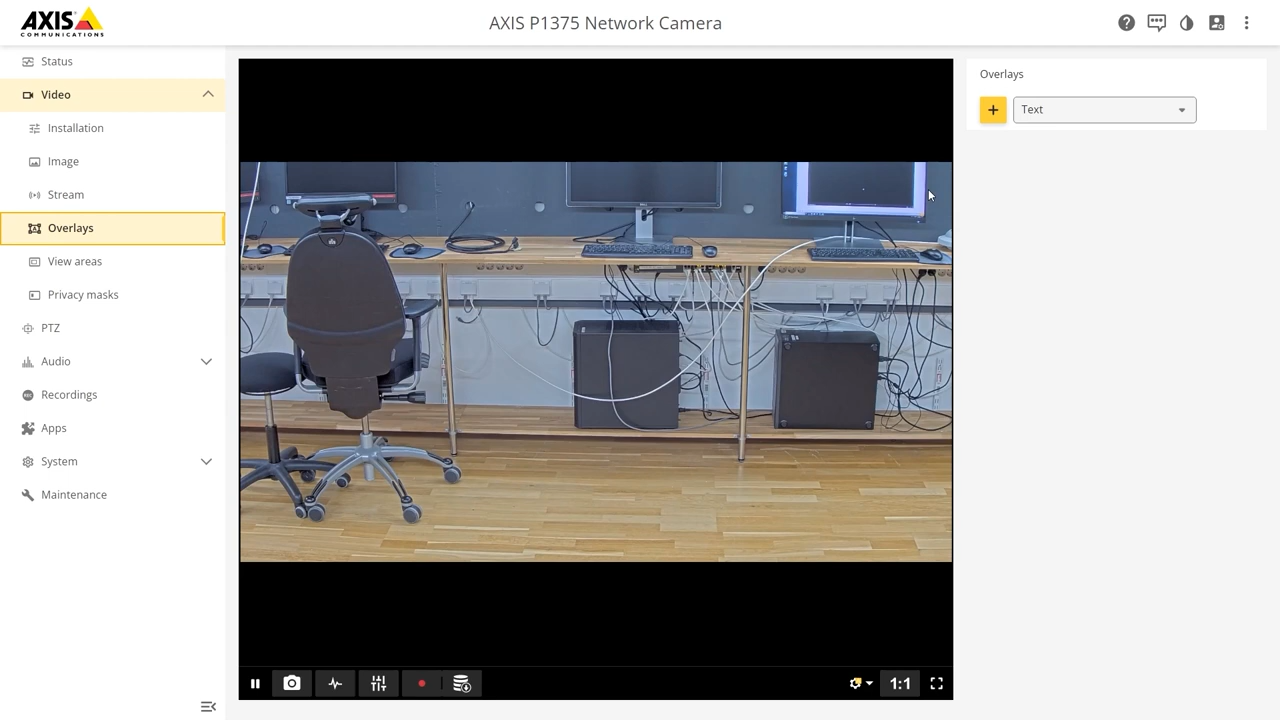 AXIS
COMMUNICATIONS
AXIS P1375 Network Camera
Status
Video
Installation
Image
Stream
Overlays
View areas
Privacy masks
PTZ
Audio
Recordings
Apps
System
Maintenance
1:1
Overlays
+ Text